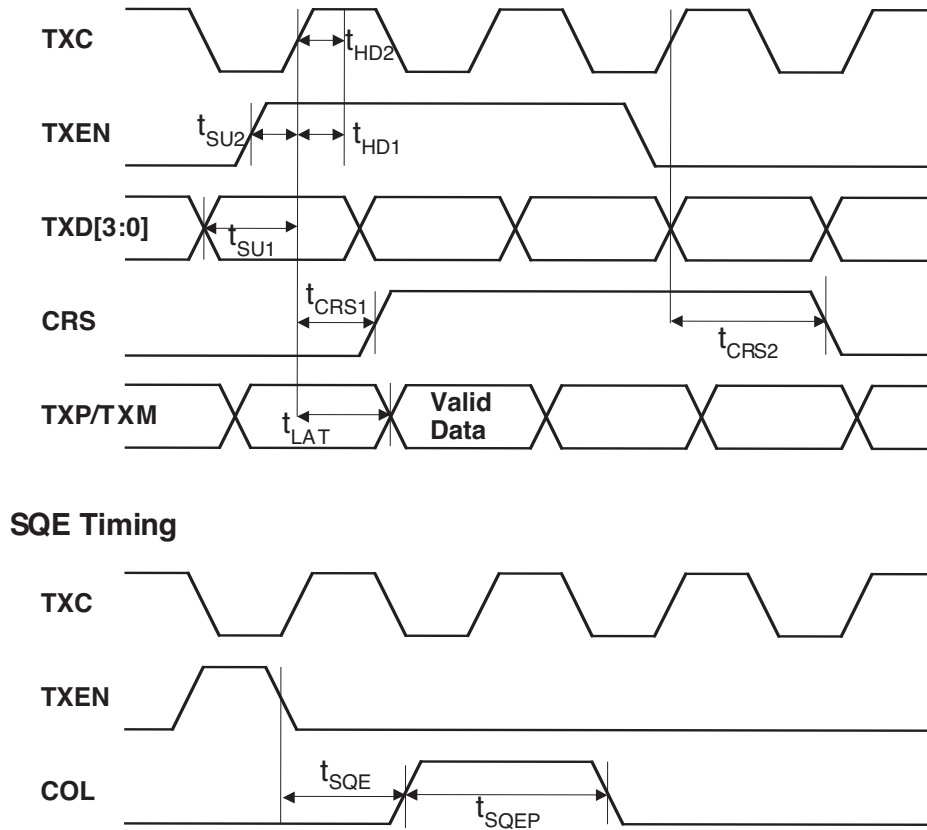 TXC
tHD2
TXEN
tSU2
tHD1
TXD[3:0]
tSU1
CRS
tCRS1
tCRS2
TXP/TXM
tLAT
Valid
Data
SQE Timing
TXC
TXEN
COL
tSQE
tSQEP